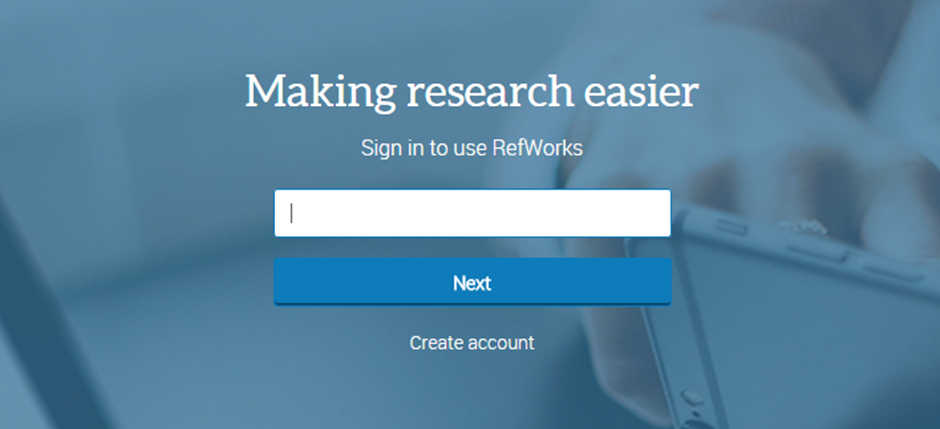 Making research easier
Sign in to use RefWorks
Next
Create account